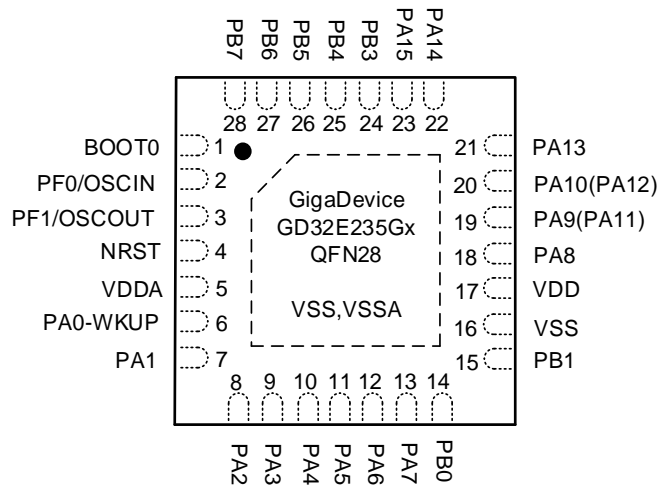 PB7 PB6 PB5 PB4 PB3 PA15 PA14
28 27 26 25 24 23 22
BOOT0 1
PF0/OSCIN 2
PF1/OSCOUT 3
NRST 4
VDDA 5
PA0-WKUP 6
PA1 7
GigaDevice
GD32E235Gx
QFN28
VSS,VSSA
21 PA13
20 PA10(PA12)
19 PA9(PA11)
18 PA8
17 VDD
16 VSS
15 PB1
8 9 10 11 12 13 14
PA2 PA3 PA4 PA5 PA6 PA7 PB0